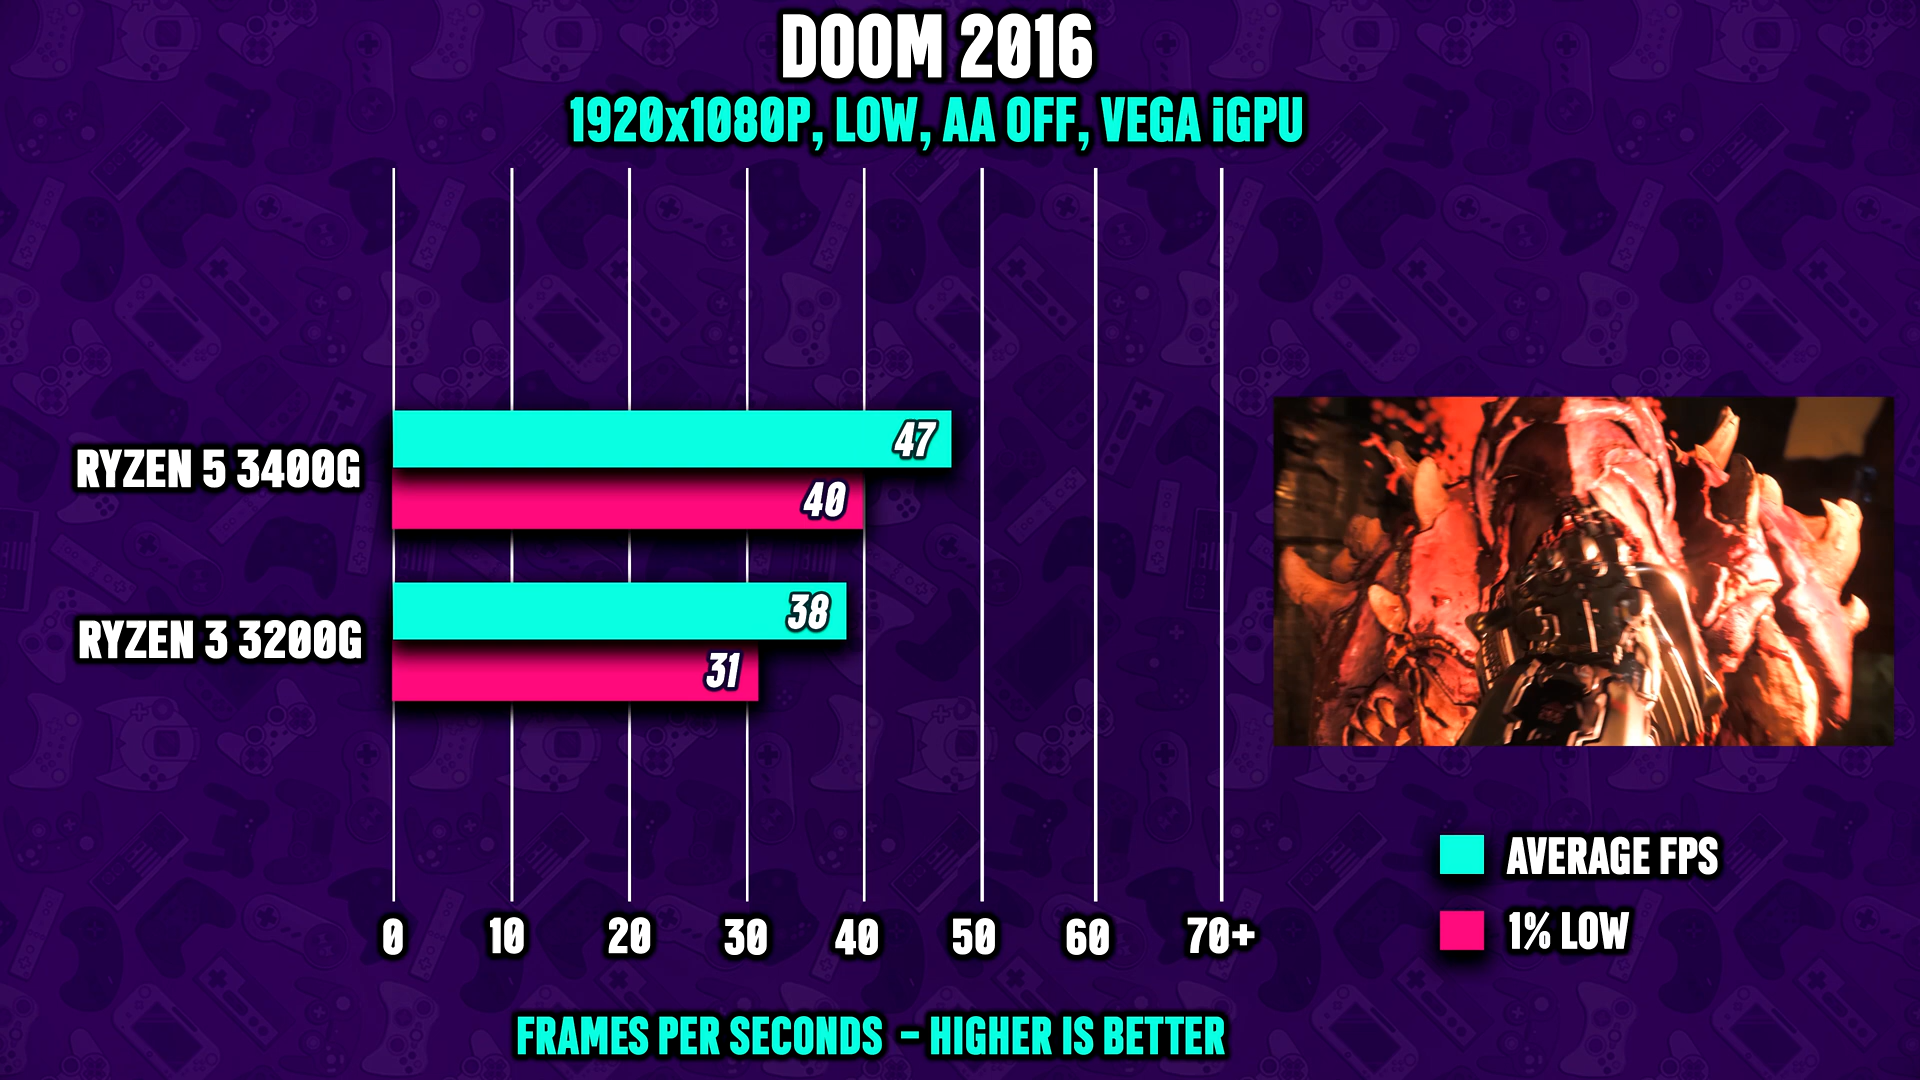 DOOM 2016
1920x1080P, LOW, AA OFF, VEGA iGPU
RYZEN 5 3400G
47
40
RYZEN 3 3200G
38
31
0 10 20 30 40 50 60 70+
AVERAGE FPS
1% LOW
FRAMES PER SECONDS – HIGHER IS BETTER